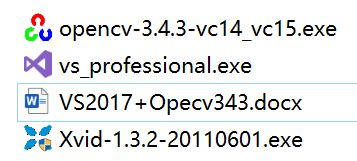 opencv-3.4.3-vc14_vc15.exe
vs_professional.exe
VS2017+Opecv343.docx
Xvid-1.3.2-20110601.exe